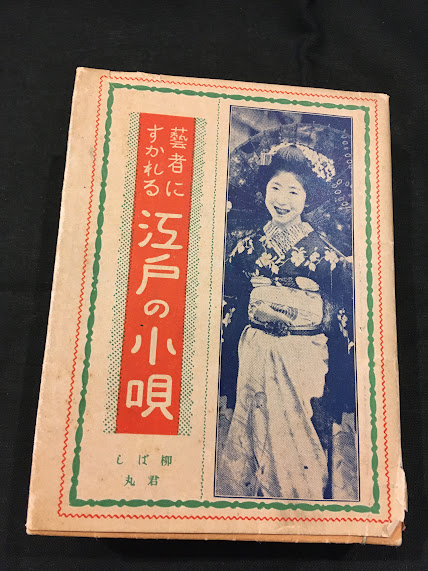 藝者に
すかれる
江戸の小唄
柳ばし
君丸